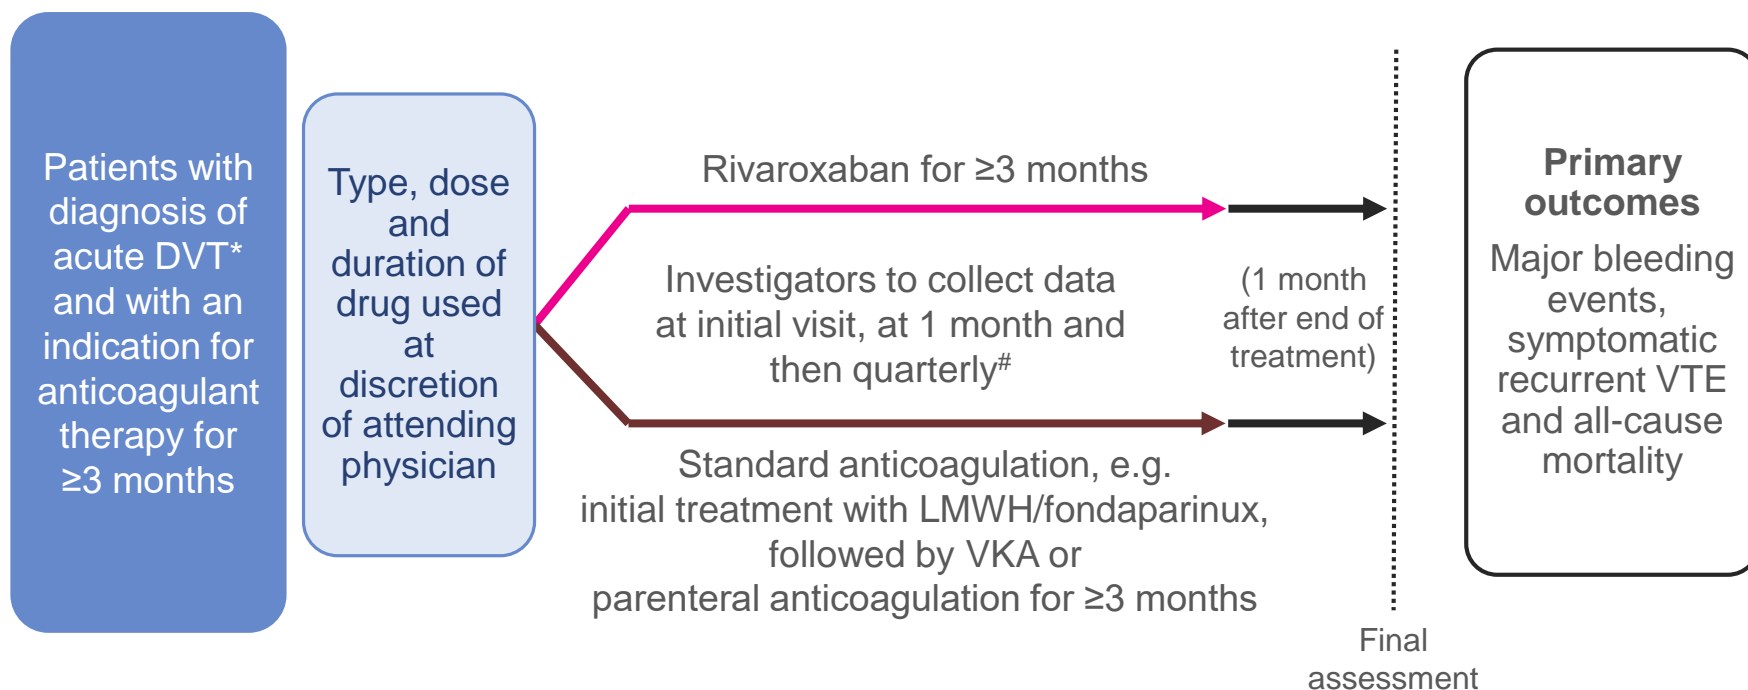 Patients with
diagnosis of
acute DVT*
and with an
indication for
anticoagulant
therapy for
≥3 months
Type, dose
and
duration of
drug used
at
discretion
of attending
physician
Rivaroxaban for ≥3 months
Investigators to collect data
at initial visit, at 1 month and
then quarterly#
Standard anticoagulation, e.g.
initial treatment with LMWH/fondaparinux,
followed by VKA or
parenteral anticoagulation for ≥3 months
(1 month
after end of
treatment)
Final
assessment
Primary
outcomes
Major bleeding
events,
symptomatic
recurrent VTE
and all-cause
mortality